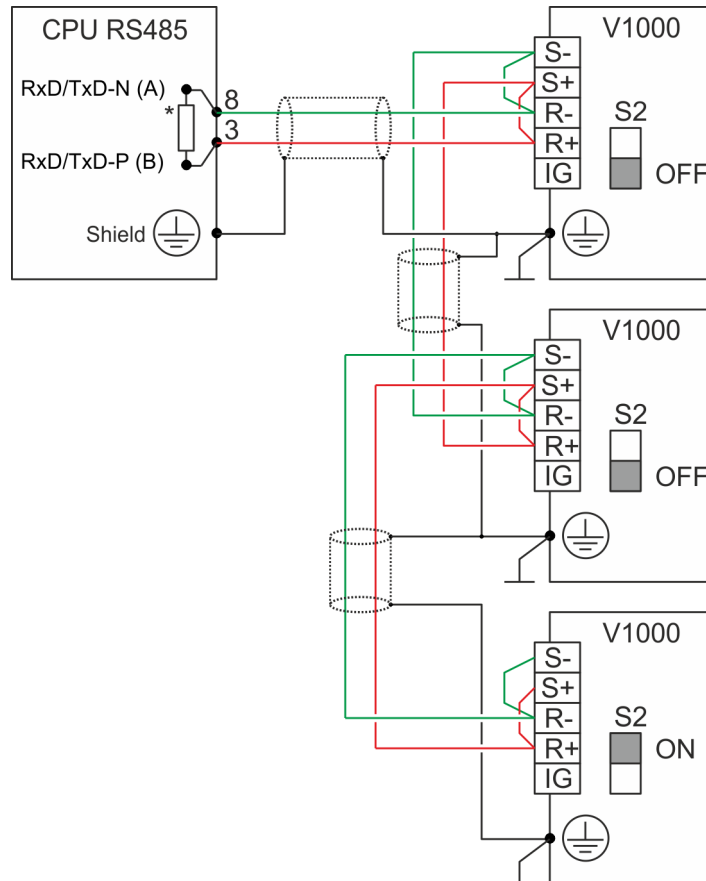 CPU RS485
RxD/TxD-N (A)
*
RxD/TxD-P (B)
8
3
Shield
V1000
S-
S+
R-
R+
IG
S2
OFF
V1000
S-
S+
R-
R+
IG
S2
OFF
V1000
S-
S+
R-
R+
IG
S2
ON